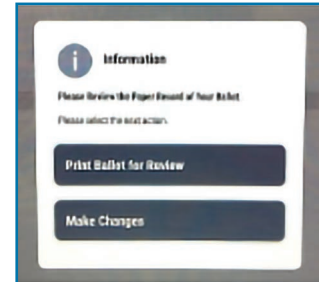 Information
Please Review the Paper Record of Your Ballot
Please select the next action.
Print Ballot for Review
Make Changes